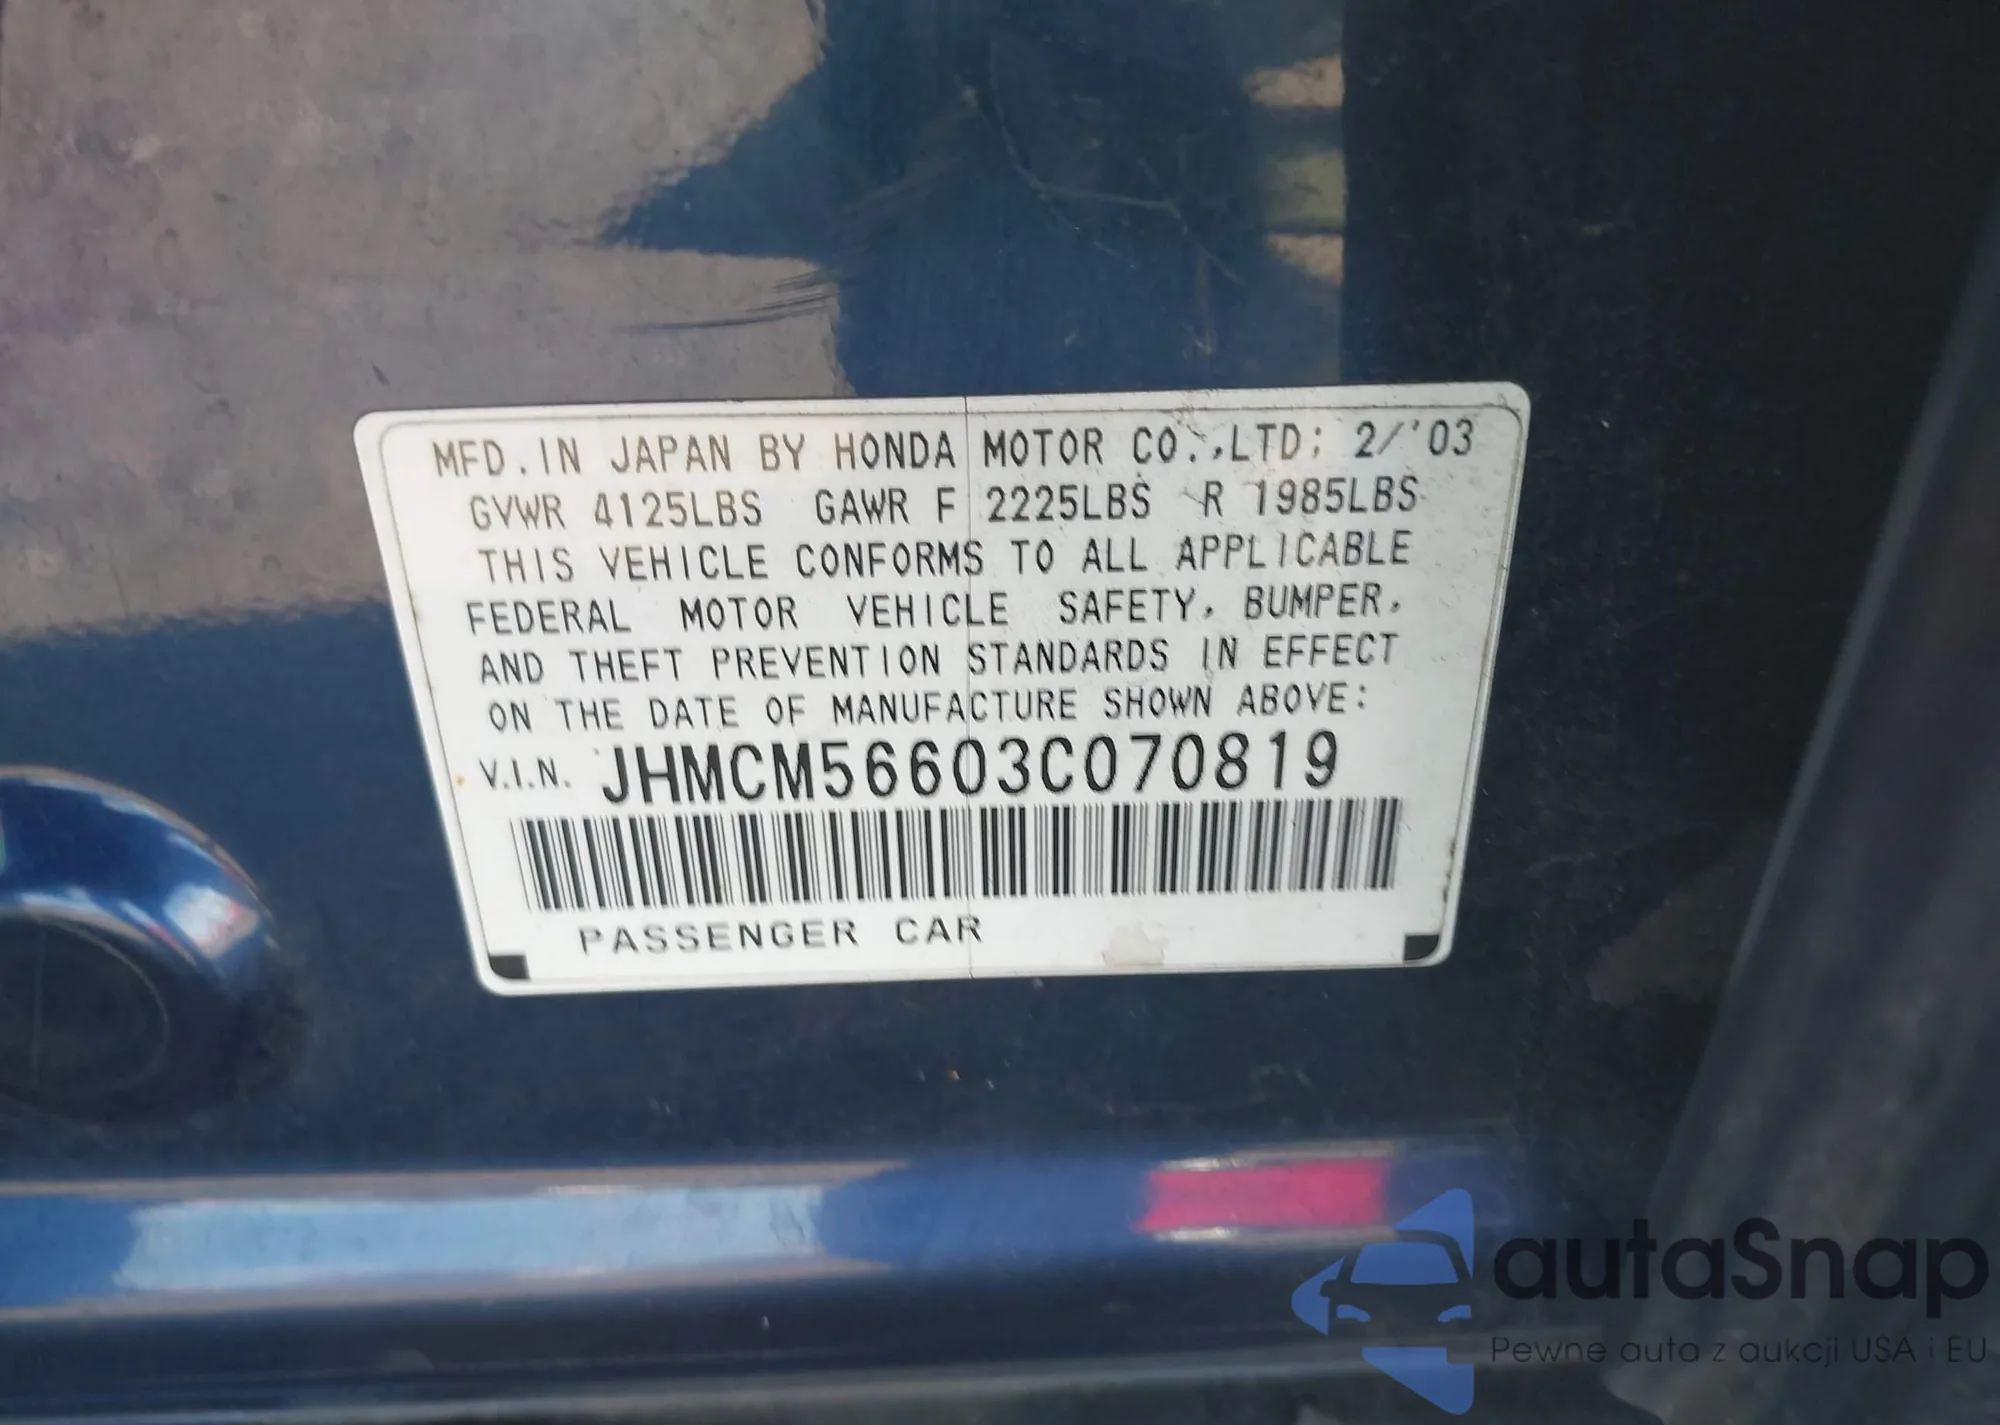 MFD.IN JAPAN BY HONDA MOTOR CO.,LTD; 2/'03
GVWR 4125LBS GAWR F 2225LBS R 1985LBS
THIS VEHICLE CONFORMS TO ALL APPLICABLE
FEDERAL MOTOR VEHICLE SAFETY, BUMPER,
AND THEFT PREVENTION STANDARDS IN EFFECT
ON THE DATE OF MANUFACTURE SHOWN ABOVE:
V.I.N. JHMCM56603C070819
PASSENGER CAR
autaSnap
Pewne auta z aukcji USA i EU